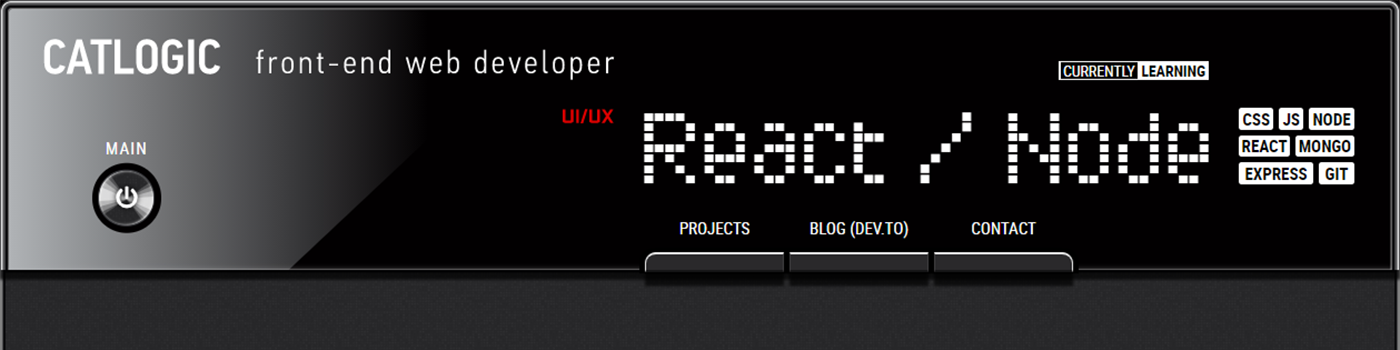 CATLOGIC front-end web developer
CURRENTLY LEARNING
UI/UX
React / Node
CSS JS NODE
REACT MONGO
EXPRESS GIT
MAIN
PROJECTS BLOG (DEV.TO) CONTACT